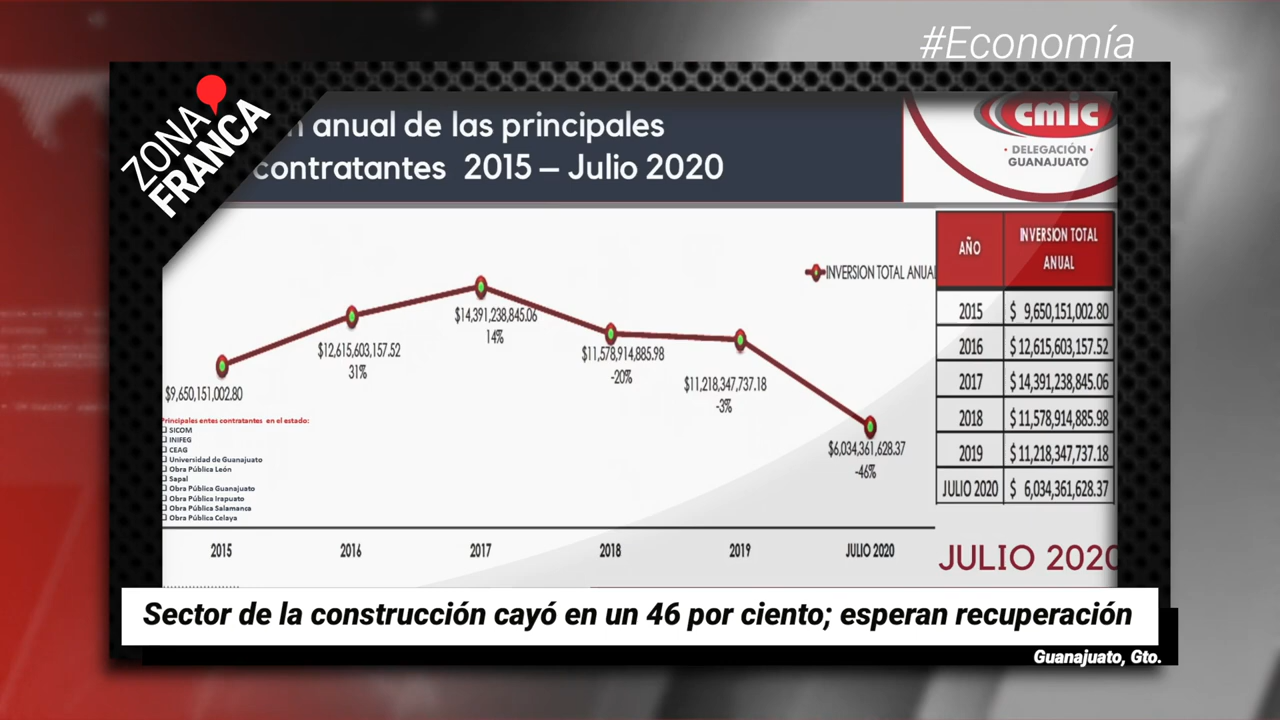 #Economía
ZONA
FRANCA
anual de las principales
contratantes 2015 – Julio 2020
cmic
• DELEGACIÓN •
GUANAJUATO
INVERSION TOTAL ANUAL
$9,650,151,002.80
$12,615,603,157.52
31%
$14,391,238,845.06
14%
$11,578,914,885.98
-20%
$11,218,347,737.18
-3%
$6,034,361,628.37
-46%
Principales entes contratantes en el estado:
SICOM
INIFEG
CEAG
Universidad de Guanajuato
Obra Pública León
Sapal
Obra Pública Guanajuato
Obra Pública Irapuato
Obra Pública Salamanca
Obra Pública Celaya
2015 2016 2017 2018 2019 JULIO 2020
AÑO INVERSION TOTAL
ANUAL
2015 $ 9,650,151,002.80
2016 $ 12,615,603,157.52
2017 $ 14,391,238,845.06
2018 $ 11,578,914,885.98
2019 $ 11,218,347,737.18
JULIO 2020 $ 6,034,361,628.37
JULIO 2020
Sector de la construcción cayó en un 46 por ciento; esperan recuperación
Guanajuato, Gto.